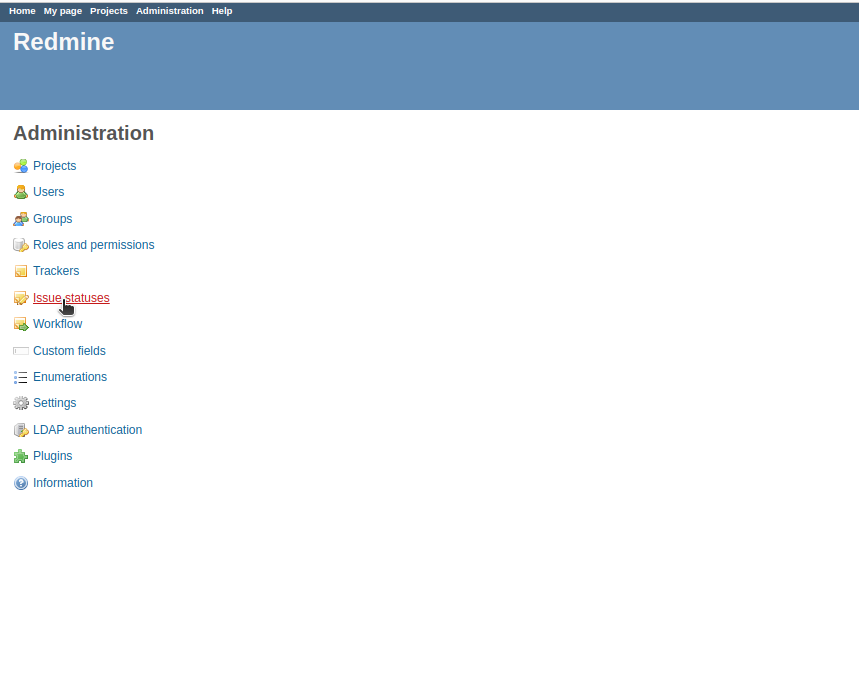 Home My page Projects Administration Help
Redmine
Administration
Projects
Users
Groups
Roles and permissions
Trackers
Issue statuses
Workflow
Custom fields
Enumerations
Settings
LDAP authentication
Plugins
Information